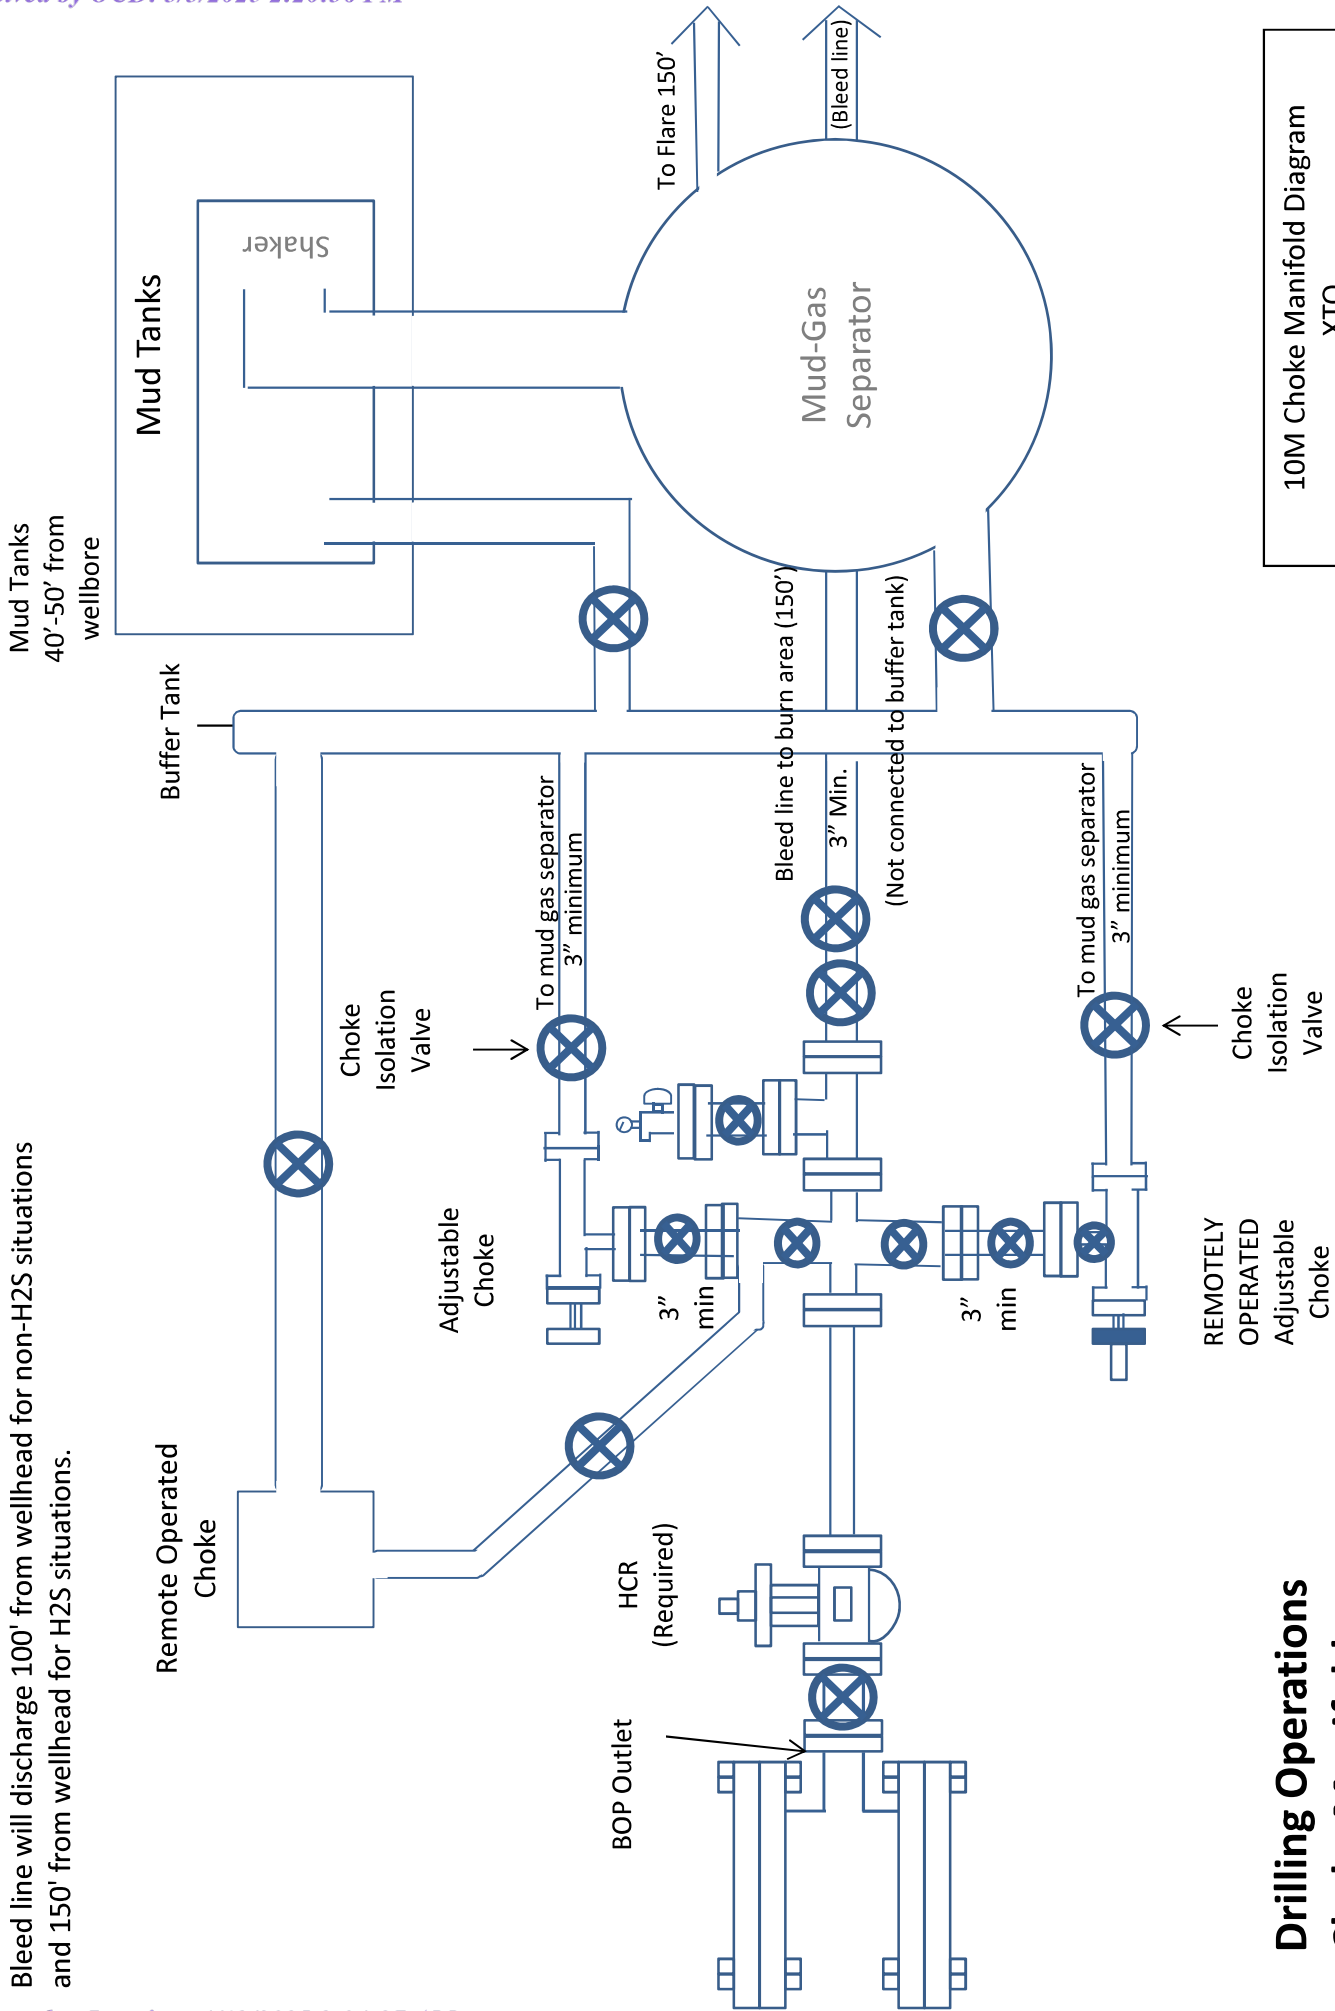 Bleed line will discharge 100' from wellhead for non-H2S situations
and 150' from wellhead for H2S situations.
Mud Tanks
40’-50’ from
wellbore
Mud Tanks
Shaker
Buffer Tank
Remote Operated
Choke
Choke
Isolation
Valve
Adjustable
Choke
To mud gas separator
3” minimum
To Flare 150’
(Bleed line)
Mud-Gas
Separator
Bleed line to burn area (150’)
3” Min.
(Not connected to buffer tank)
HCR
(Required)
BOP Outlet
3”
min
3”
min
To mud gas separator
3” minimum
REMOTELY
OPERATED
Adjustable
Choke
Choke
Isolation
Valve
Drilling Operations
10M Choke Manifold Diagram
XTO